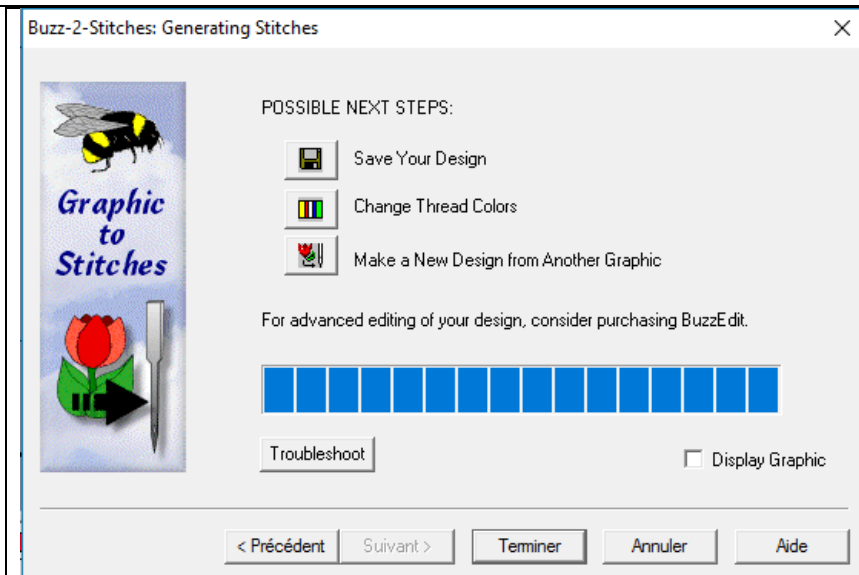 Buzz-2-Stitches: Generating Stitches
Graphic
to
Stitches
POSSIBLE NEXT STEPS:
Save Your Design
Change Thread Colors
Make a New Design from Another Graphic
For advanced editing of your design, consider purchasing BuzzEdit.
Troubleshoot
Display Graphic
< Précédent
Suivant >
Terminer
Annuler
Aide